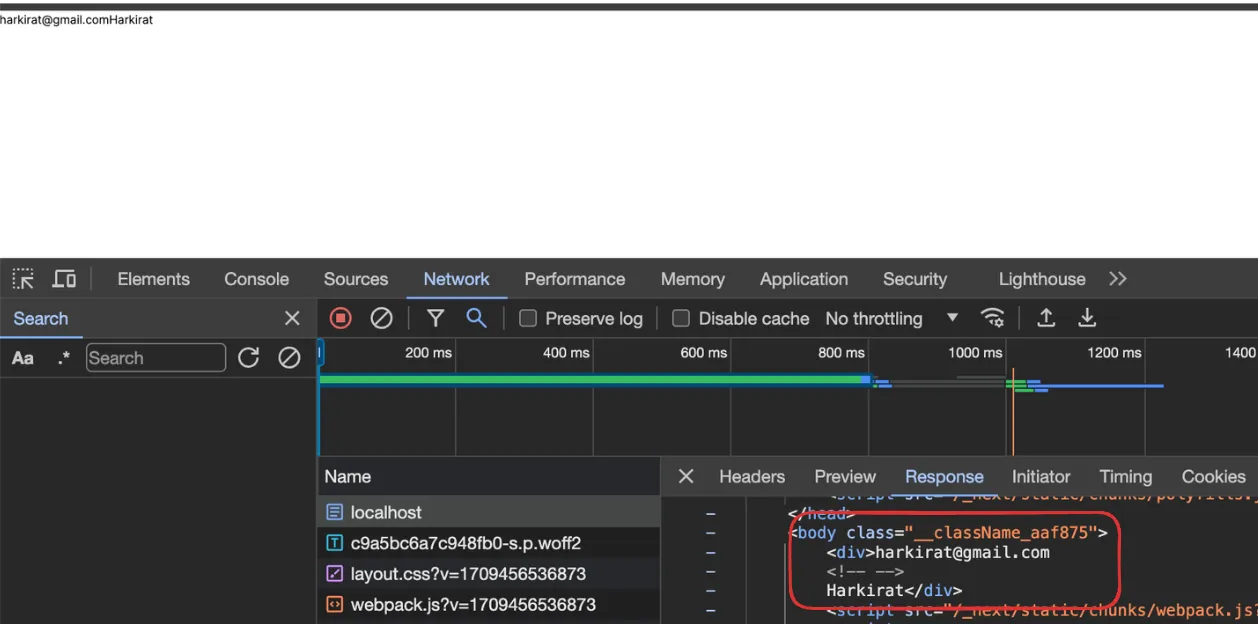 harkirat@gmail.comHarkirat
Elements Console Sources Network Performance Memory Application Security Lighthouse
Search
Preserve log Disable cache No throttling
Aa .* Search
200 ms 400 ms 600 ms 800 ms 1000 ms 1200 ms 1400
Name
Headers Preview Response Initiator Timing Cookies
localhost
c9a5bc6a7c948fb0-s.p.woff2
layout.css?v=1709456536873
webpack.js?v=1709456536873
<script src="/_next/static/chunks/polyfills.j
</head>
<body class="__className_aaf875">
<div>harkirat@gmail.com
<!-- -->
Harkirat</div>
<script src="/_next/static/chunks/webpack.js?